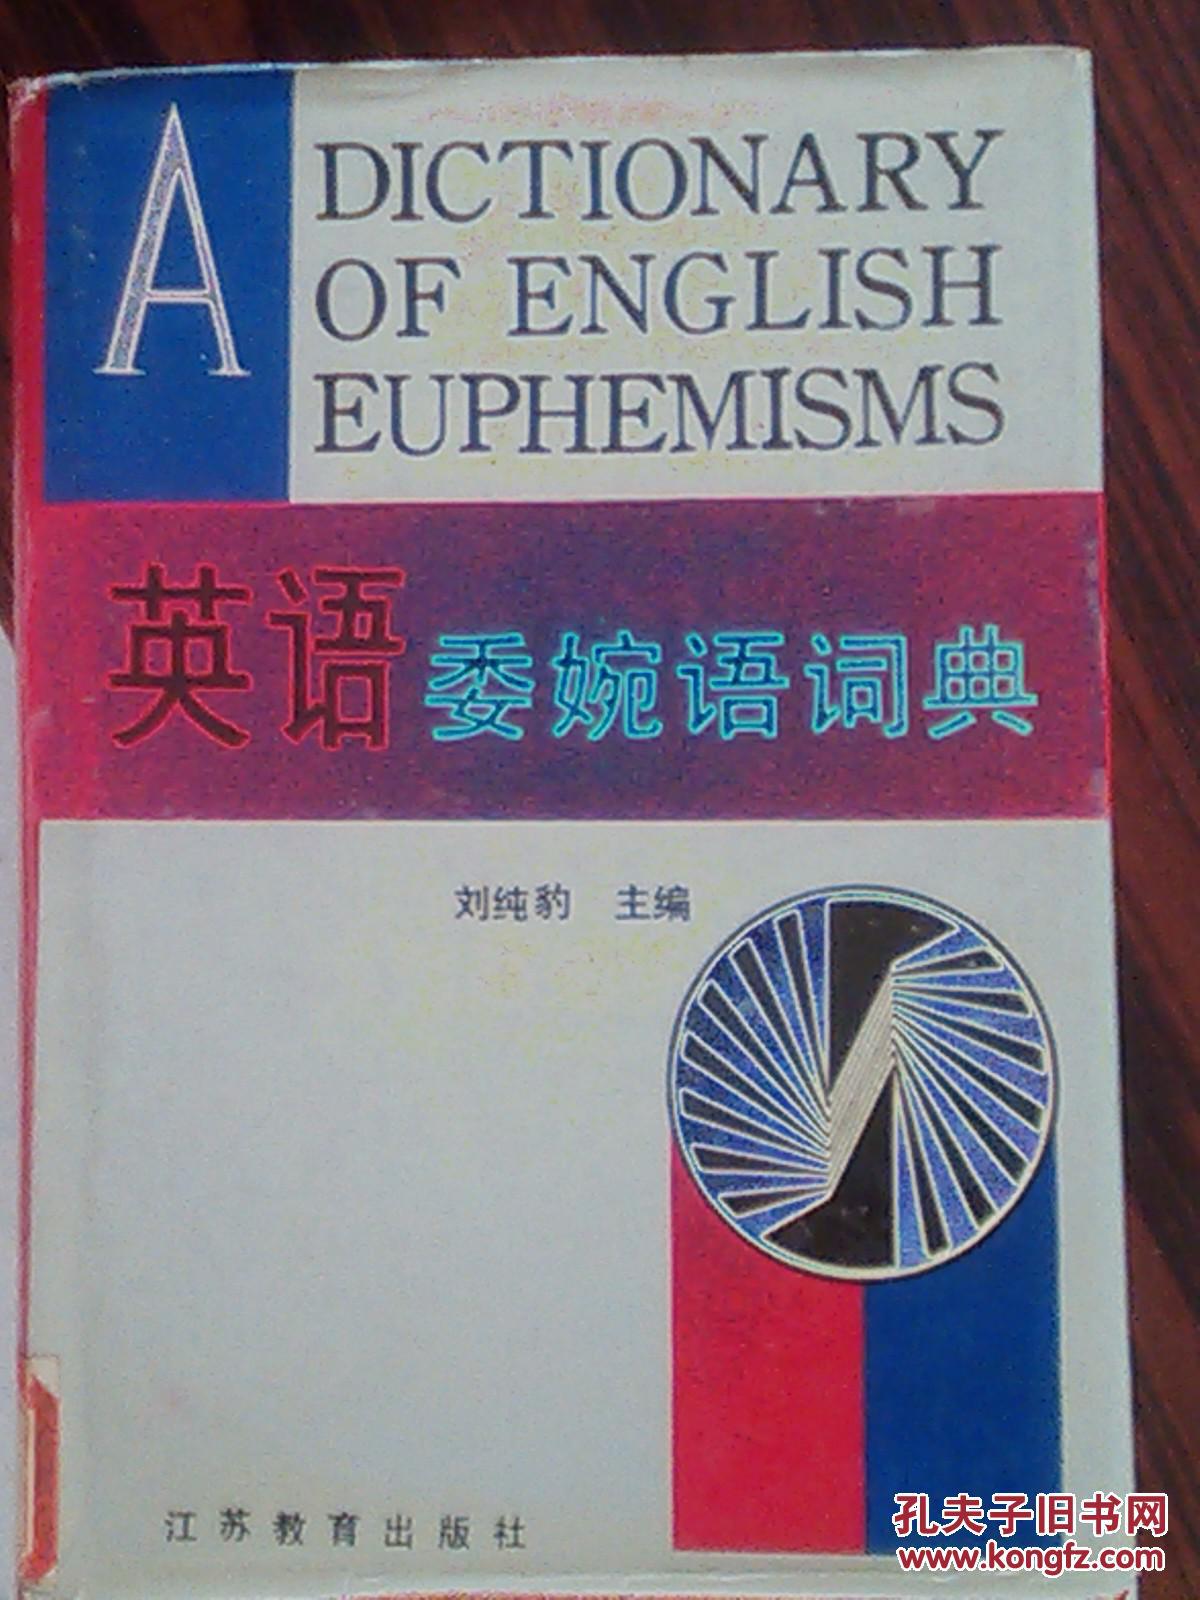 A DICTIONARY
OF ENGLISH
EUPHEMISMS
英语委婉语词典
刘纯豹 主编
江苏教育出版社
孔夫子旧书网
www.kongfz.com